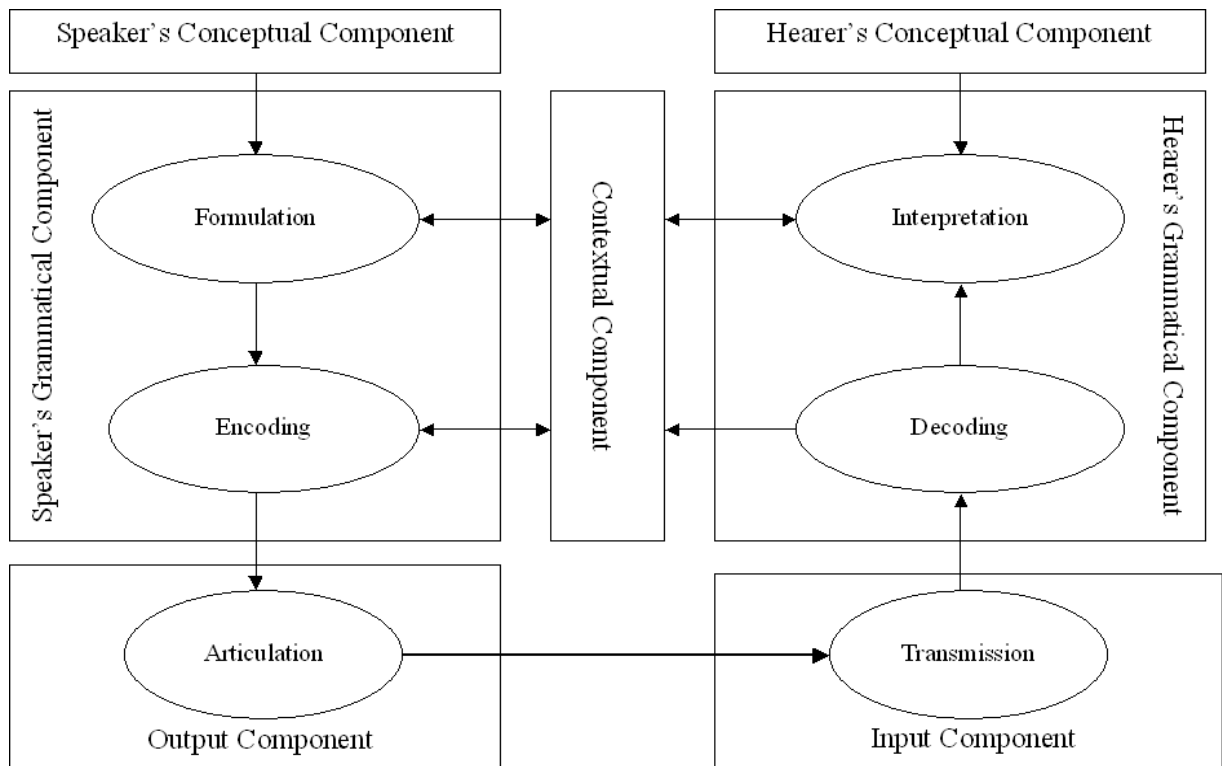 Speaker’s Conceptual Component
Hearer’s Conceptual Component
Speaker’s Grammatical Component
Formulation
Contextual Component
Interpretation
Hearer’s Grammatical Component
Encoding
Decoding
Articulation
Transmission
Output Component
Input Component